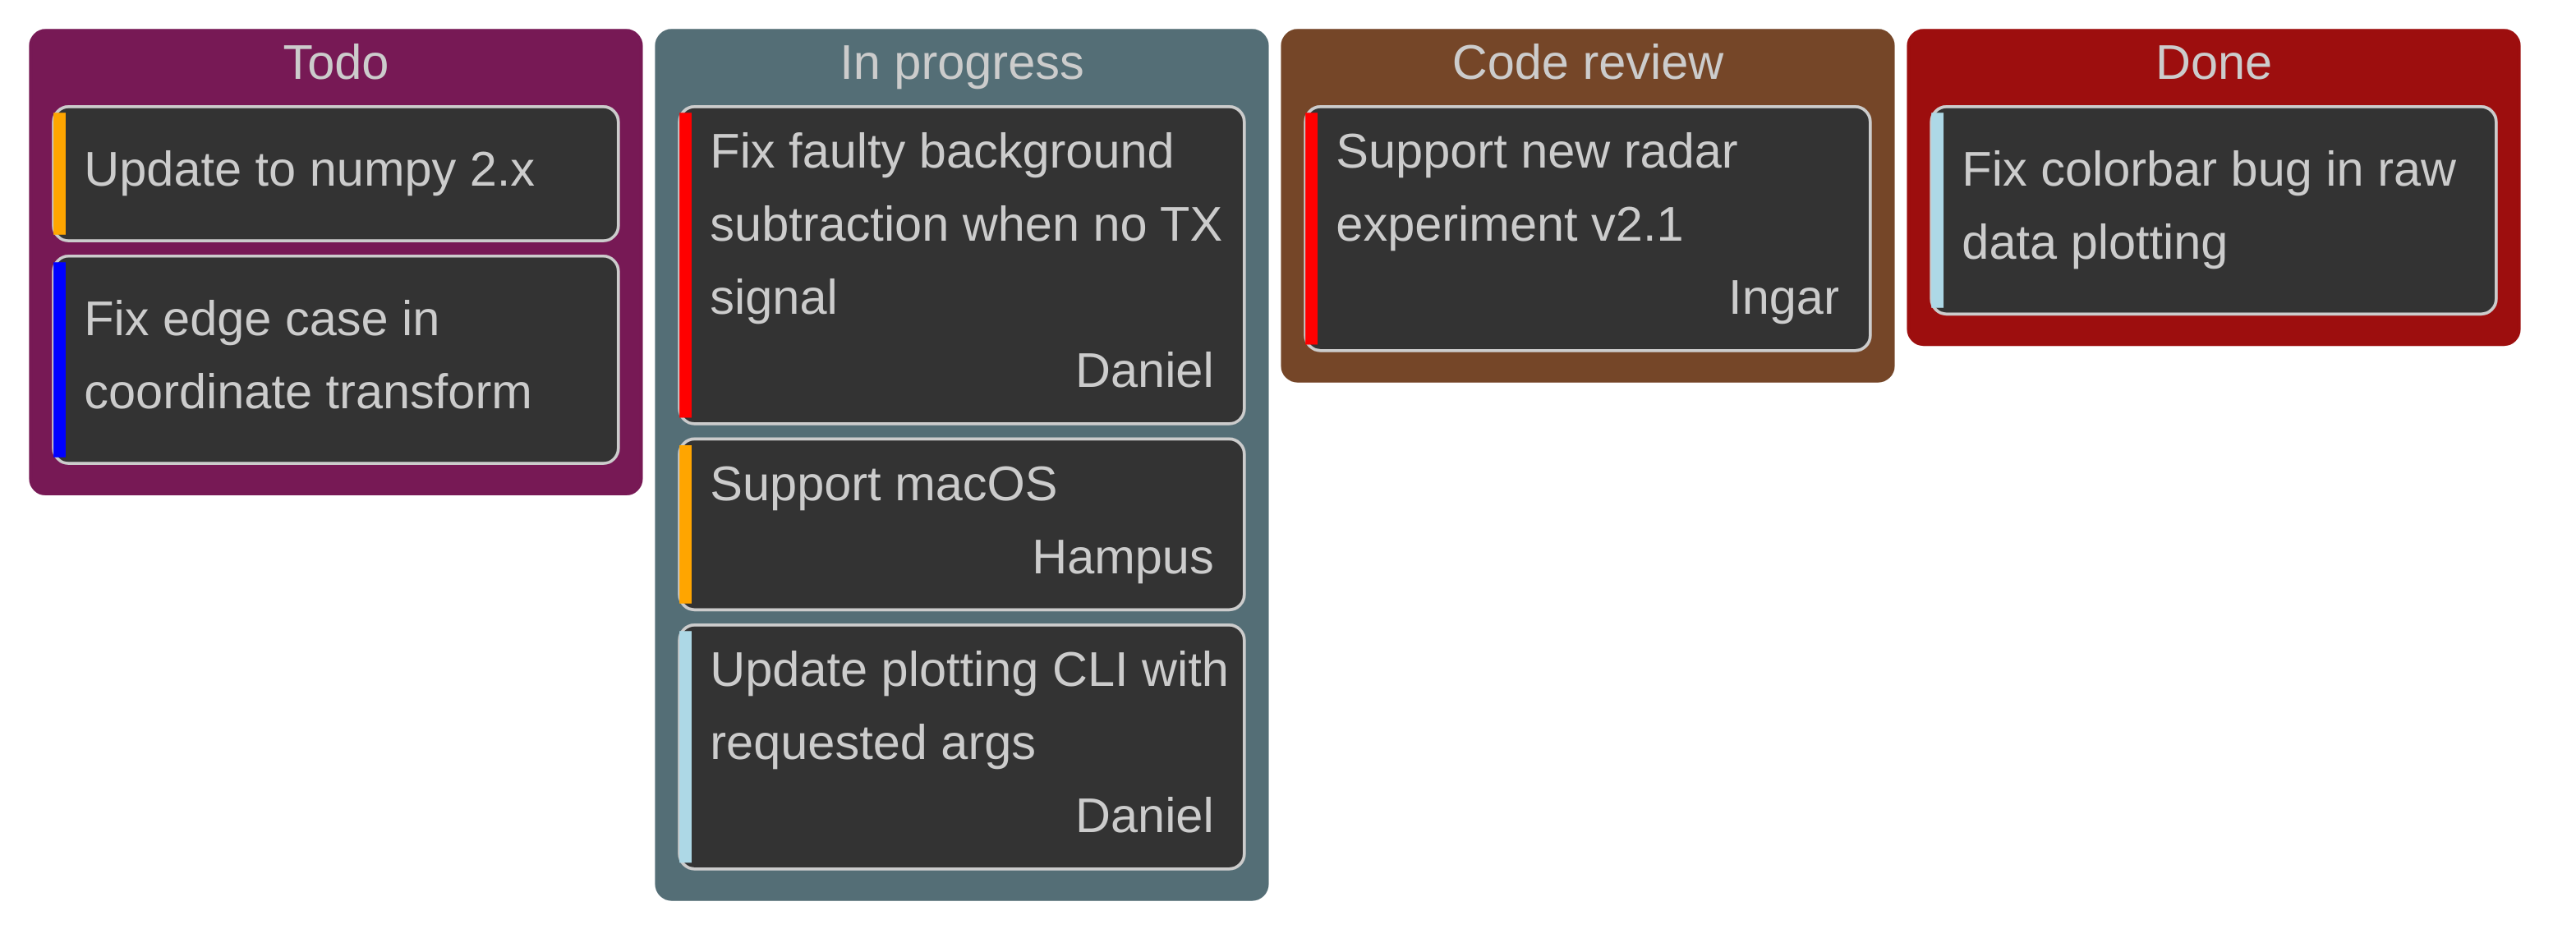 Todo
Update to numpy 2.x
Fix edge case in
coordinate transform
In progress
Fix faulty background
subtraction when no TX
signal
Daniel
Support macOS
Hampus
Update plotting CLI with
requested args
Daniel
Code review
Support new radar
experiment v2.1
Ingar
Done
Fix colorbar bug in raw
data plotting